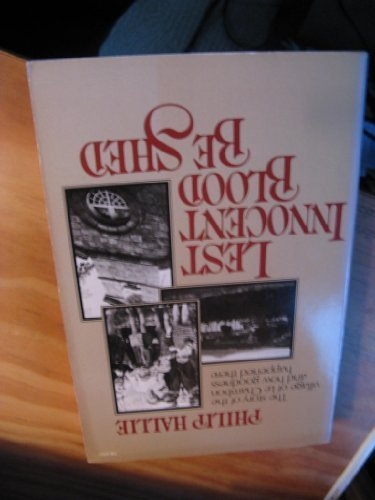 LEST
INNOCENT
BLOOD
BE SHED
The story of the
village of Le Chambon
and how goodness
happened there
PHILIP HALLIE